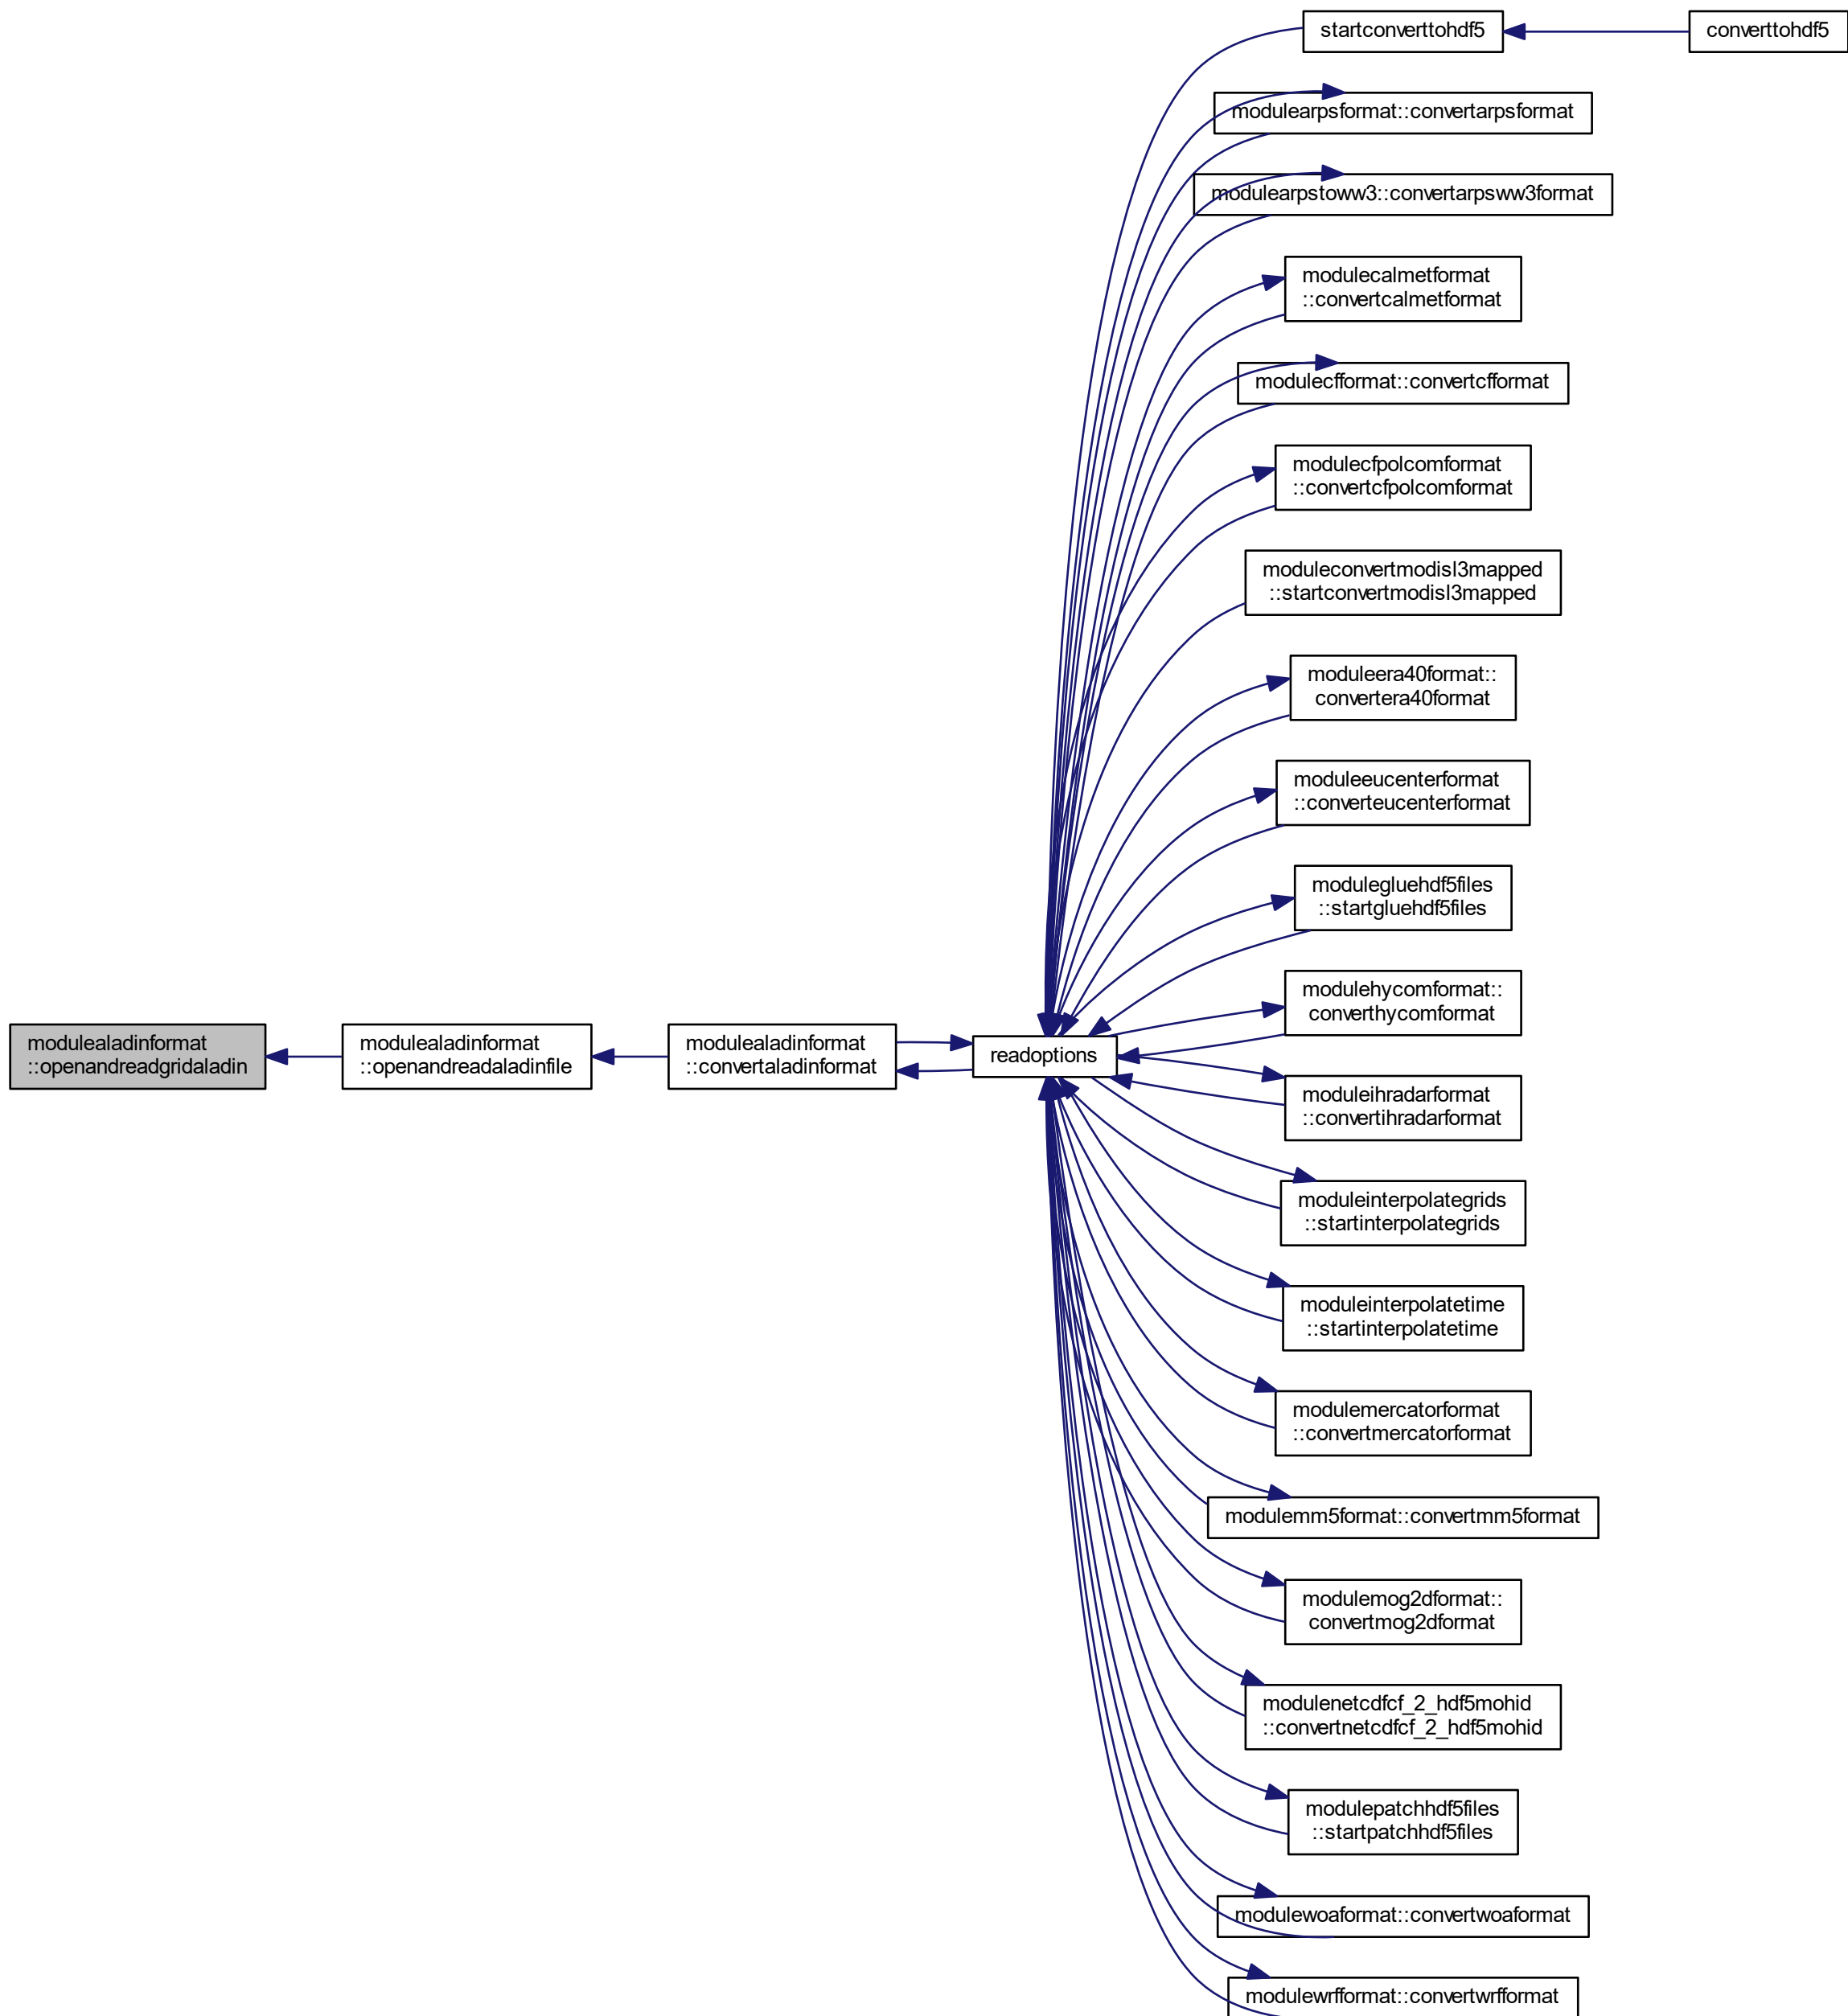 startconverttohdf5
converttohdf5
modulearpsformat::convertarpsformat
modulearpstoww3::convertarpsww3format
modulecalmetformat
::convertcalmetformat
modulecfformat::convertcfformat
modulecfpolcomformat
::convertcfpolcomformat
moduleconvertmodisl3mapped
::startconvertmodisl3mapped
moduleera40format::
convertera40format
moduleeucenterformat
::converteucenterformat
modulegluehdf5files
::startgluehdf5files
modulealadinformat
::openandreadgridaladin
modulealadinformat
::openandreadaladinfile
modulealadinformat
::convertaladinformat
readoptions
modulehycomformat::
converthycomformat
moduleihradarformat
::convertihradarformat
moduleinterpolategrids
::startinterpolategrids
moduleinterpolatetime
::startinterpolatetime
modulemercatorformat
::convertmercatorformat
modulemm5format::convertmm5format
modulemog2dformat::
convertmog2dformat
modulenetcdfcf_2_hdf5mohid
::convertnetcdfcf_2_hdf5mohid
modulepatchhdf5files
::startpatchhdf5files
modulewoaformat::convertwoaformat
modulewrfformat::convertwrfformat